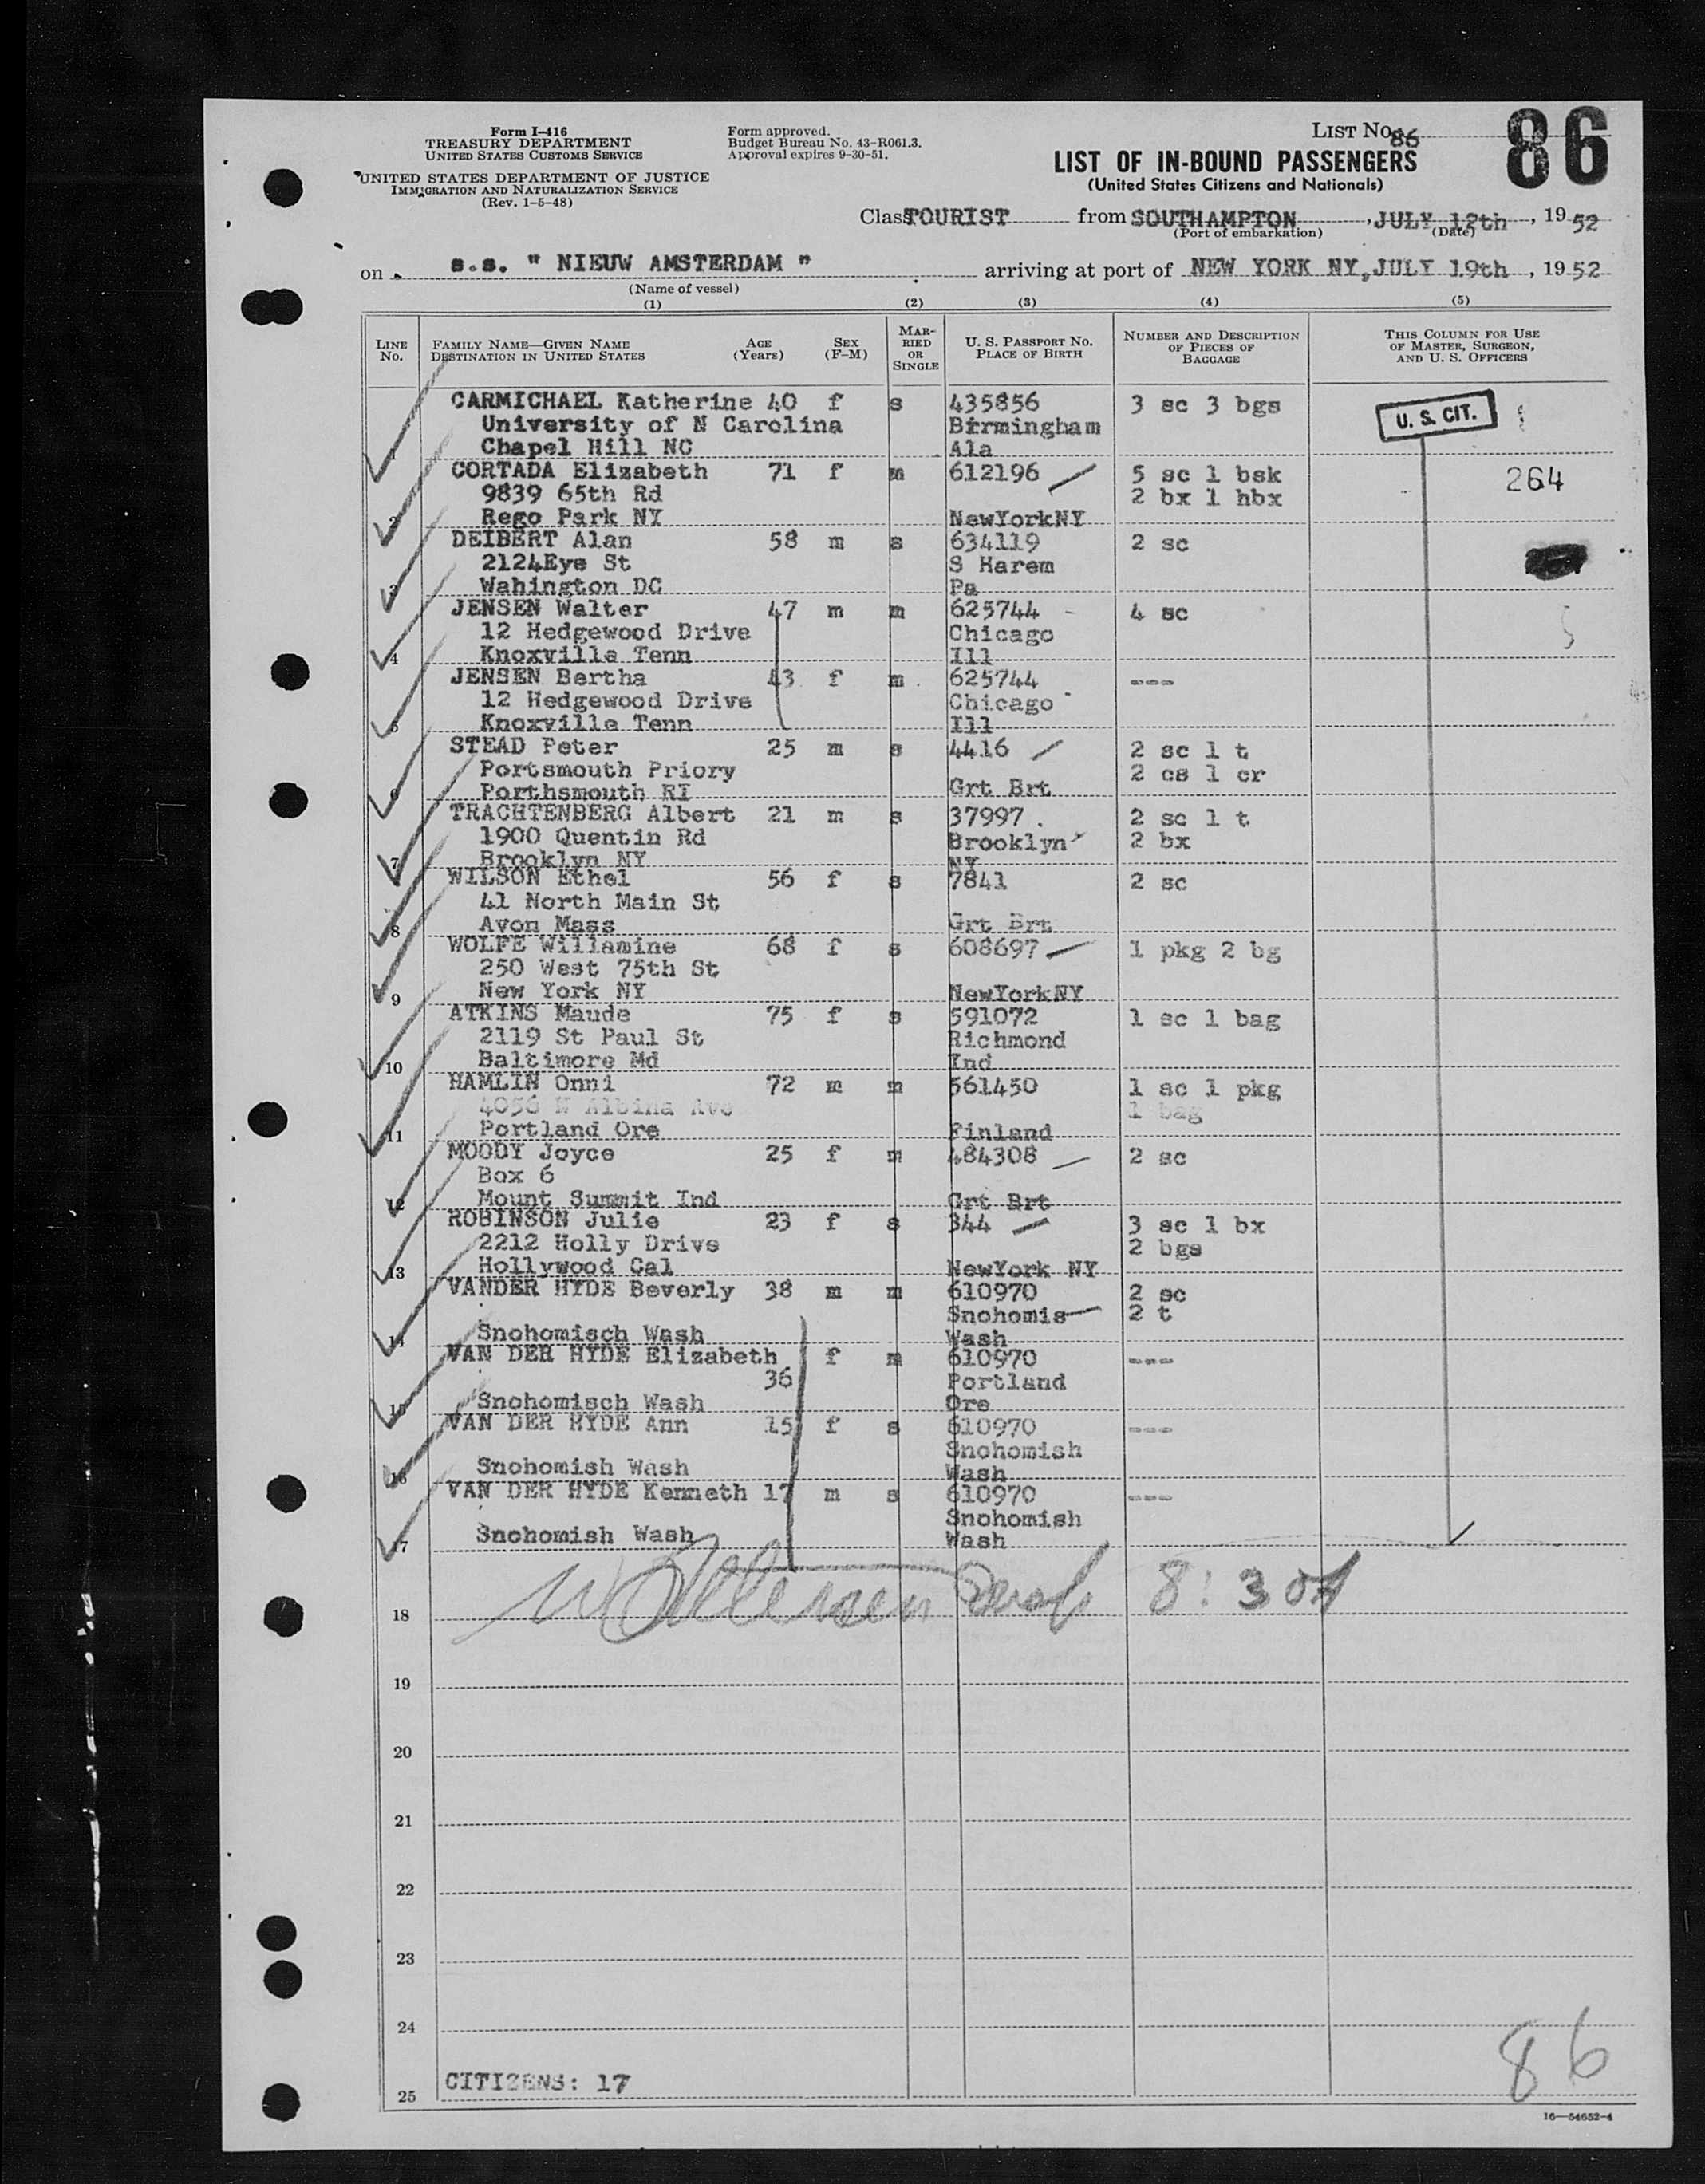 Form I-416
TREASURY DEPARTMENT
UNITED STATES CUSTOMS SERVICE
UNITED STATES DEPARTMENT OF JUSTICE
IMMIGRATION AND NATURALIZATION SERVICE
(Rev. 1-5-48)
Form approved.
Budget Bureau No. 43-R061.3.
Approval expires 9-30-51.
LIST No. 86
86
LIST OF IN-BOUND PASSENGERS
(United States Citizens and Nationals)
Class TOURIST from SOUTHAMPTON, JULY 12th, 1952
(Port of embarkation) (Date)
on s.s. " NIEUW AMSTERDAM " arriving at port of NEW YORK NY, JULY 19th, 1952
(Name of vessel)
(1) (2) (3) (4) (5)
LINE No.
FAMILY NAME—GIVEN NAME
DESTINATION IN UNITED STATES
AGE (Years)
SEX (F-M)
MARRIED OR SINGLE
U. S. PASSPORT NO.
PLACE OF BIRTH
NUMBER AND DESCRIPTION OF PIECES OF BAGGAGE
THIS COLUMN FOR USE OF MASTER, SURGEON, AND U. S. OFFICERS
CARMICHAEL Katherine 40 f s 435856 3 sc 3 bgs U. S. CIT.
University of N Carolina Birmingham
Chapel Hill NC Ala
CORTADA Elizabeth 71 f m 612196 5 sc 1 bsk 264
9839 65th Rd 2 bx 1 hbx
2 Rego Park NY NewYorkNY
DEIBERT Alan 58 m s 634119 2 sc
2124Eye St S Harem
3 Wahington DC Pa
JENSEN Walter 47 m m 625744 4 sc
12 Hedgewood Drive Chicago
4 Knoxville Tenn Ill
JENSEN Bertha 43 f m 625744 ---
12 Hedgewood Drive Chicago
5 Knoxville Tenn Ill
STEAD Peter 25 m s 4416 2 sc 1 t
Portsmouth Priory 2 cs 1 cr
6 Porthsmouth RI Grt Brt
TRACHTENBERG Albert 21 m s 37997 2 sc 1 t
1900 Quentin Rd Brooklyn 2 bx
7 Brooklyn NY NY
WILSON Ethel 56 f s 7841 2 sc
41 North Main St
8 Avon Mass Grt Brt
WOLFE Willamine 68 f s 608697 1 pkg 2 bg
250 West 75th St
9 New York NY NewYorkNY
ATKINS Maude 75 f s 591072 1 sc 1 bag
2119 St Paul St Richmond
10 Baltimore Md Ind
HAMLIN Onni 72 m m 561450 1 sc 1 pkg
4056 N Albina Ave 1 bag
11 Portland Ore Finland
MOODY Joyce 25 f m 484308 2 sc
Box 6
12 Mount Summit Ind Grt Brt
ROBINSON Julie 23 f s 344 3 sc 1 bx
2212 Holly Drive 2 bgs
13 Hollywood Cal NewYork NY
VANDER HYDE Beverly 38 m m 610970 2 sc
Snohomis 2 t
14 Snohomisch Wash Wash
VAN DER HYDE Elizabeth f m 610970 ---
36 Portland
15 Snohomisch Wash Ore
VAN DER HYDE Ann 15 f s 610970 ---
Snohomish
16 Snohomish Wash Wash
VAN DER HYDE Kenneth 17 m s 610970 ---
Snohomish
17 Snohomish Wash Wash
8:30A
18
19
20
21
22
23
24
25 CITIZENS: 17
86
16—54652-4